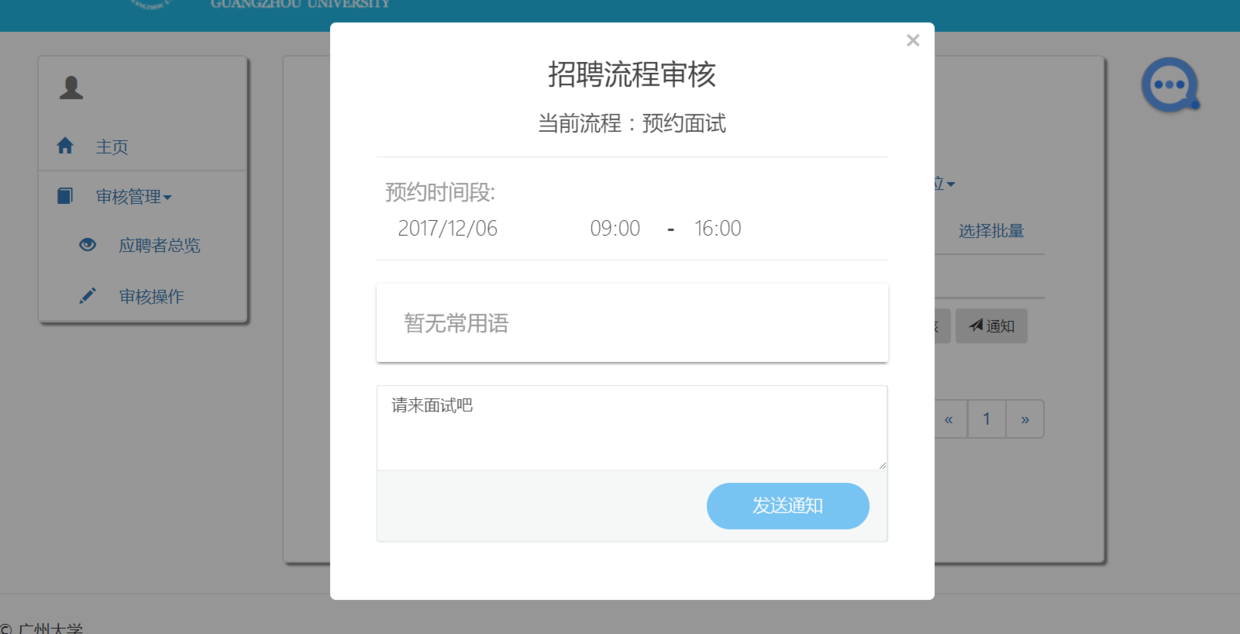 GUANGZHOU UNIVERSITY
×
招聘流程审核
当前流程：预约面试
主页
审核管理
应聘者总览
审核操作
预约时间段:
2017/12/06 09:00 - 16:00
选择批量
暂无常用语
通知
请来面试吧
« 1 »
发送通知
© 广州大学